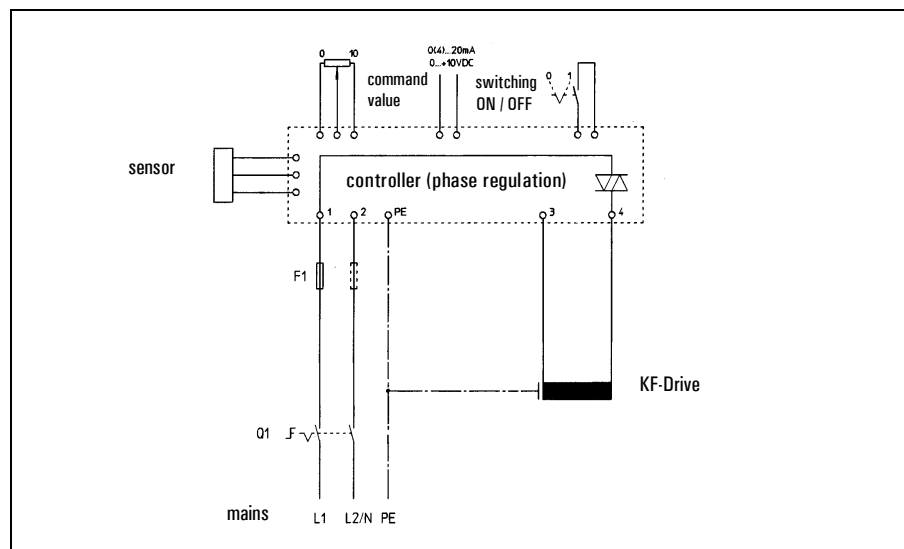 0 10
command
value
0(4)...20mA
0...+10VDC
switching
ON / OFF
0 1
sensor
controller (phase regulation)
1 2 PE 3 4
F1
KF-Drive
Q1
mains L1 L2/N PE